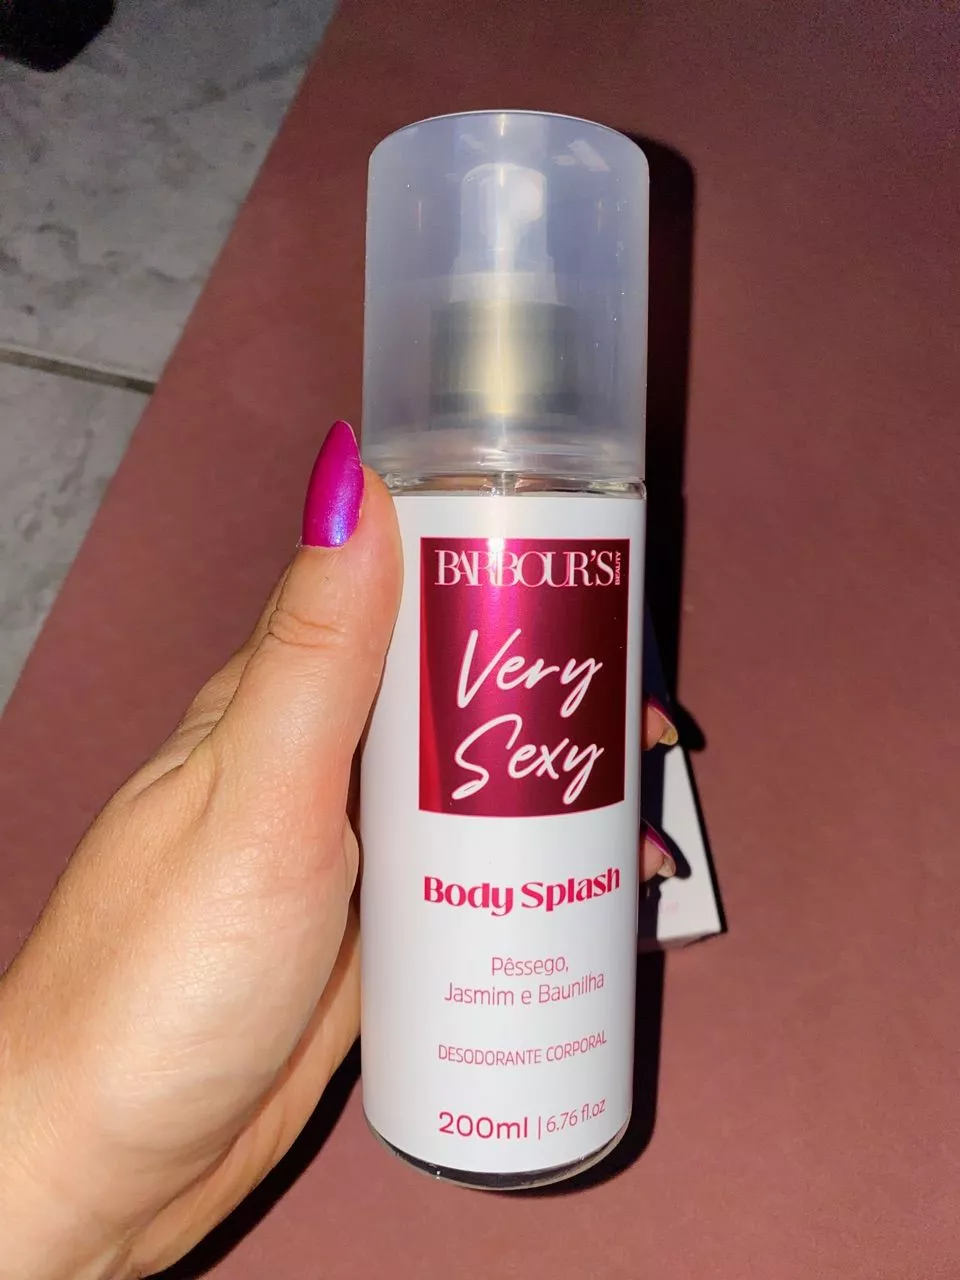 BARBOUR'S BEAUTY
Very
Sexy
Body Splash
Pêssego,
Jasmim e Baunilha
DESODORANTE CORPORAL
200ml | 6.76 fl.oz